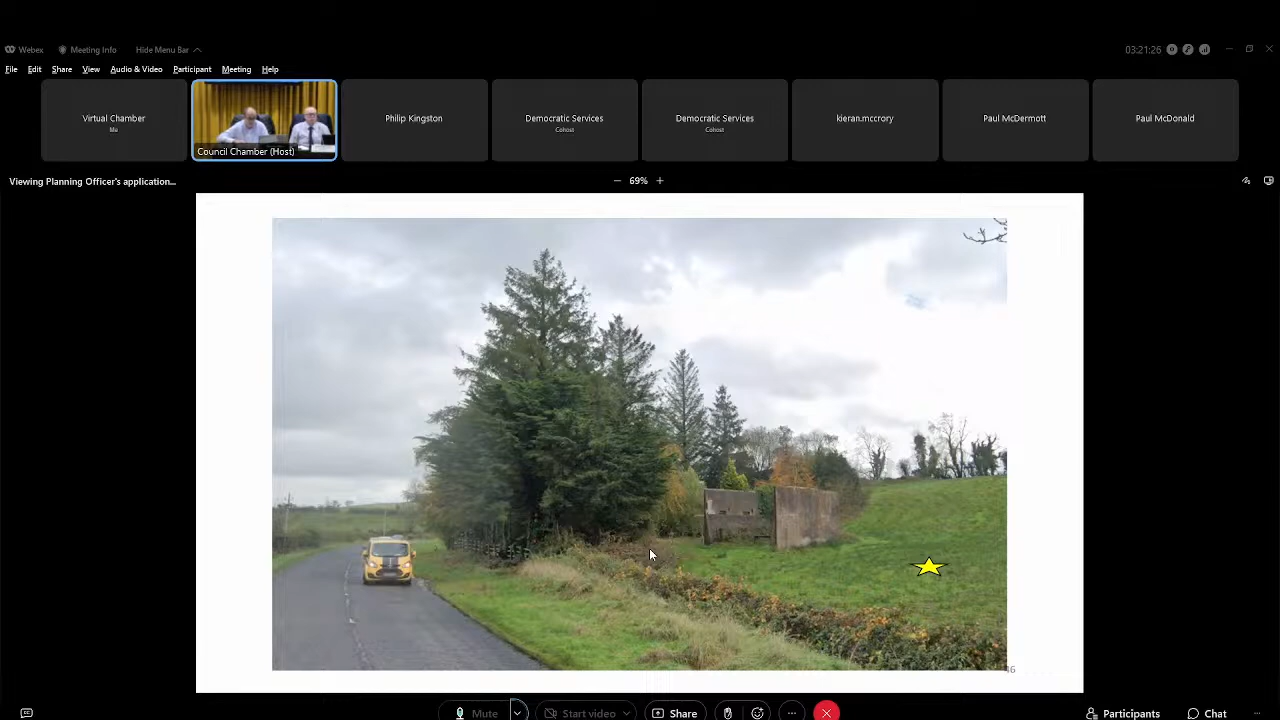 Webex Meeting Info Hide Menu Bar 03:21:26
File Edit Share View Audio & Video Participant Meeting Help
Virtual Chamber
Me
Council Chamber (Host)
Philip Kingston
Democratic Services
Cohost
Democratic Services
Cohost
kieran.mccrory
Paul McDermott
Paul McDonald
Viewing Planning Officer's application... 69%
46
Mute Start video Share Participants Chat